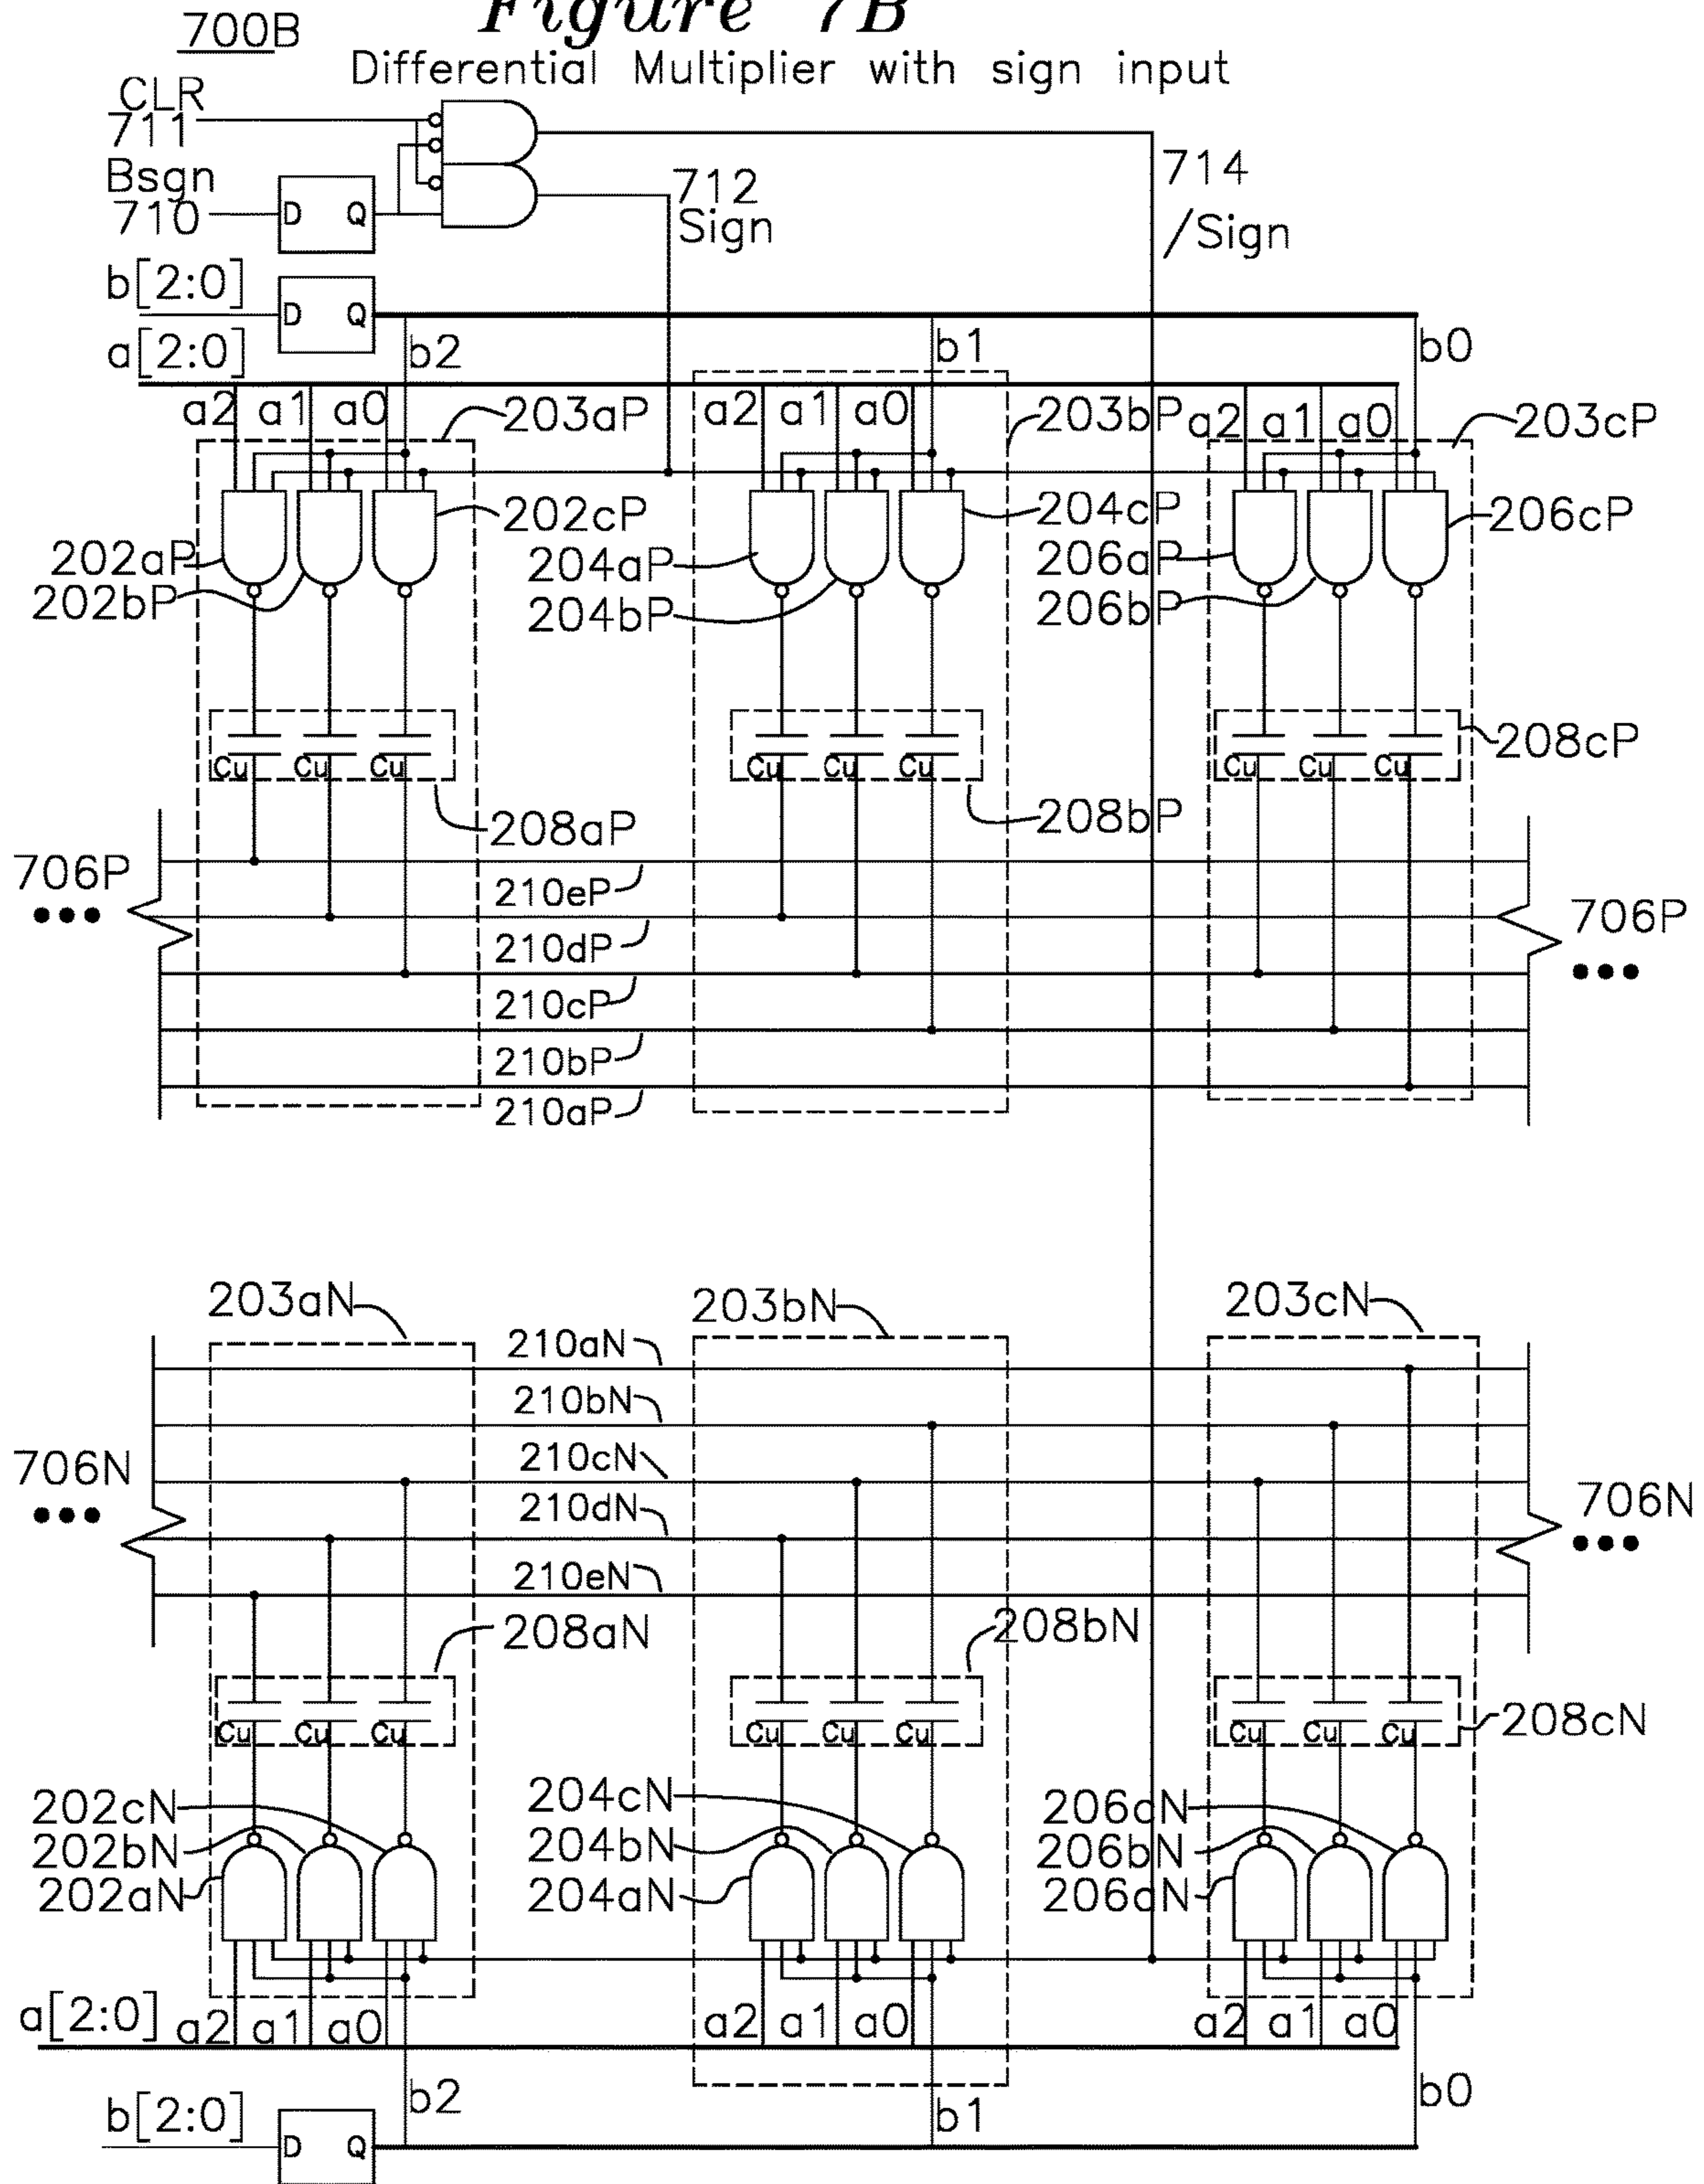 Figure 7B
700B
Differential Multiplier with sign input
CLR
711
Bsgn
710
D Q
712
Sign
714
/Sign
b[2:0]
D Q
a[2:0]
b2 b1 b0
a2 a1 a0 203aP a2 a1 a0 203bP a2 a1 a0 203cP
202cP 204cP 206cP
202aP 204aP 206aP
202bP 204bP 206bP
Cu Cu Cu Cu Cu Cu Cu Cu Cu
208cP
208aP 208bP
706P
•••
210eP
706P
•••
210dP
210cP
210bP
210aP
203aN 203bN 203cN
210aN
210bN
210cN
706N
•••
210dN
706N
•••
210eN
208aN 208bN
Cu Cu Cu Cu Cu Cu Cu Cu Cu
208cN
202cN 204cN 206cN
202bN 204bN 206bN
202aN 204aN 206aN
a[2:0] a2 a1 a0 a2 a1 a0 a2 a1 a0
b2 b1 b0
b[2:0]
D Q